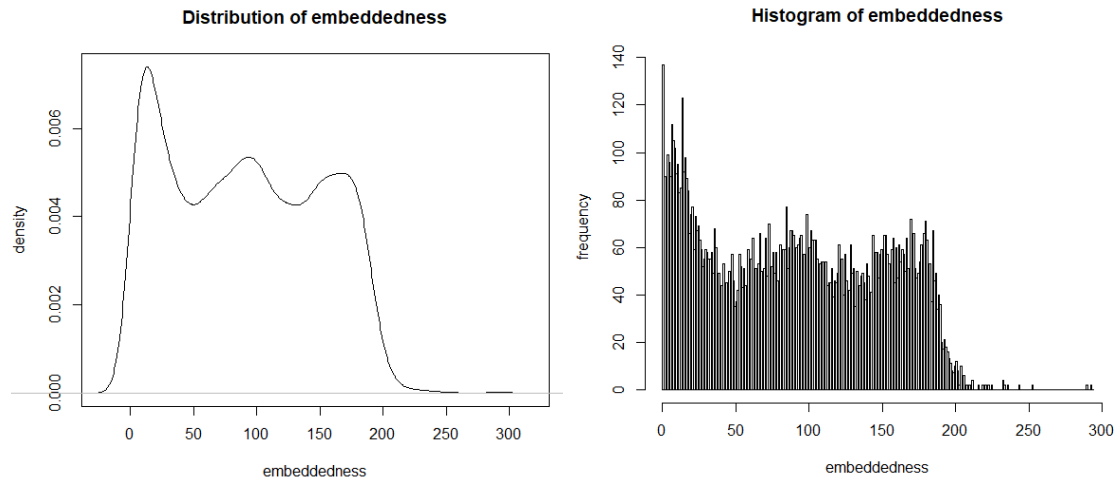 Distribution of embeddedness
density
0.000 0.002 0.004 0.006
0 50 100 150 200 250 300
embeddedness
Histogram of embeddedness
frequency
0 20 40 60 80 100 120 140
0 50 100 150 200 250 300
embeddedness